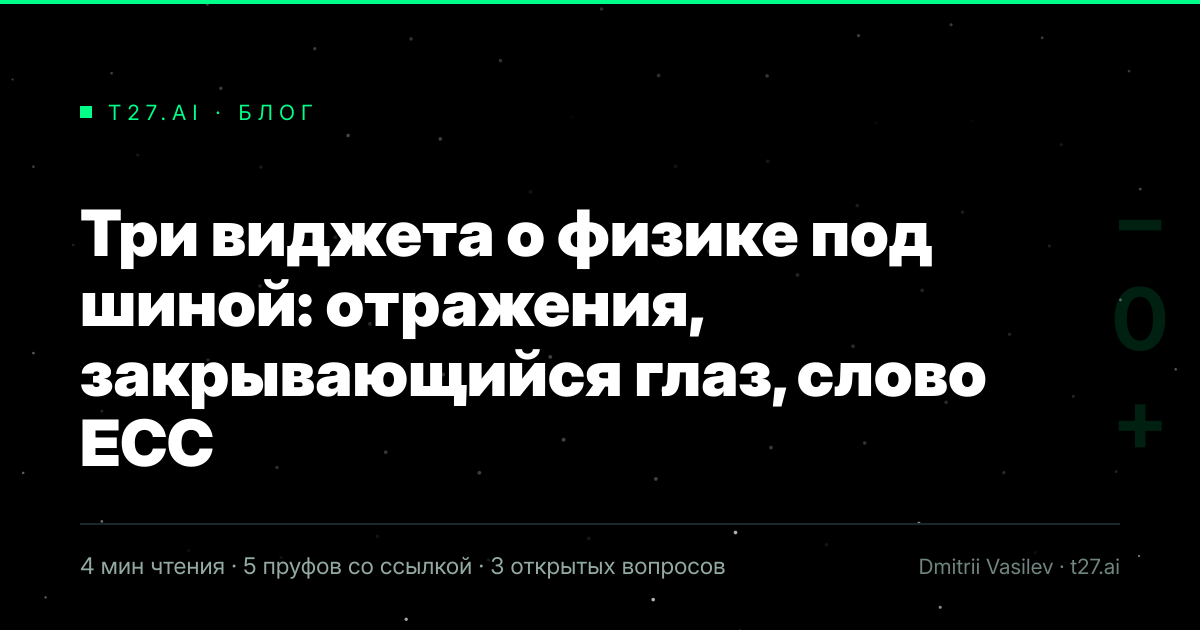 T27.AI · БЛОГ
Три виджета о физике под
шиной: отражения,
закрывающийся глаз, слово
ECC
4 мин чтения · 5 пруфов со ссылкой · 3 открытых вопросов
Dmitrii Vasilev · t27.ai
−
0
+